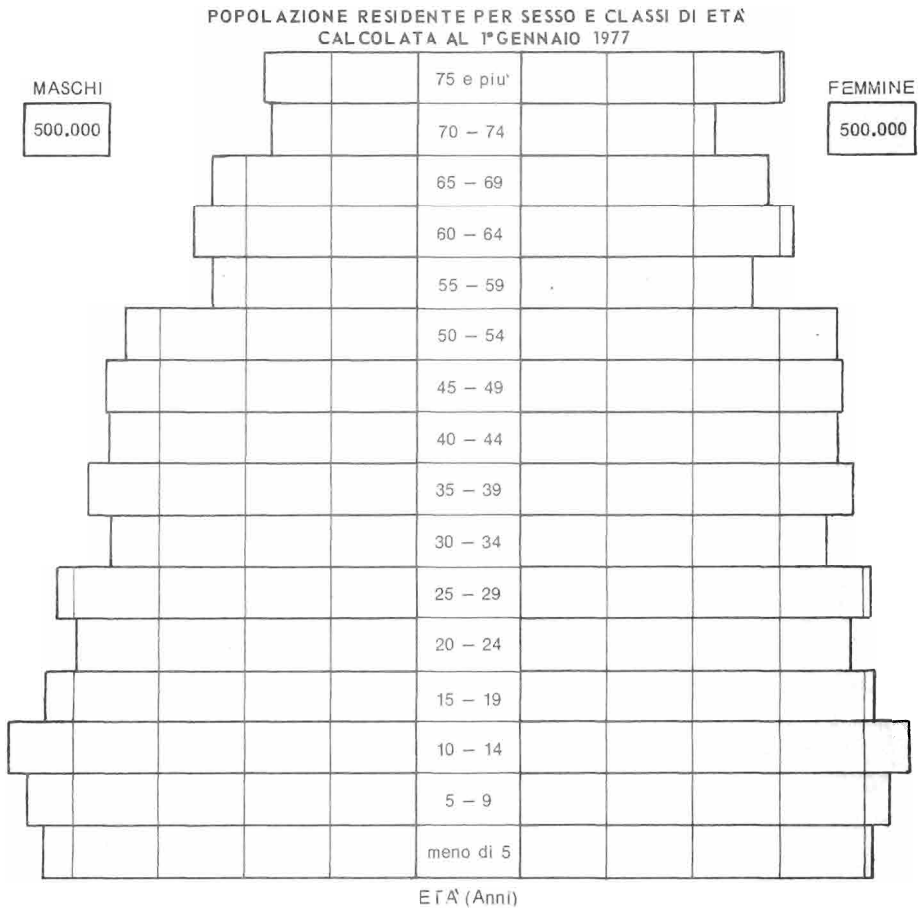 POPOLAZIONE RESIDENTE PER SESSO E CLASSI DI ETÀ
CALCOLATA AL 1° GENNAIO 1977
MASCHI
500.000
FEMMINE
500.000
75 e piu'
70 – 74
65 – 69
60 – 64
55 – 59
50 – 54
45 – 49
40 – 44
35 – 39
30 – 34
25 – 29
20 – 24
15 – 19
10 – 14
5 – 9
meno di 5
ETÀ (Anni)